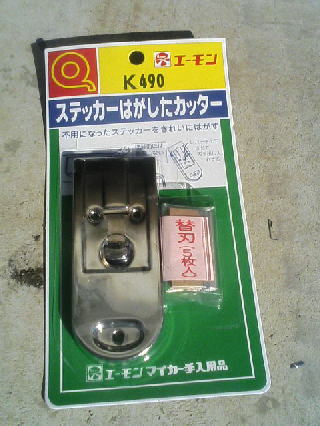 エーモン
K490
ステッカーはがしたカッター
不用になったステッカーをきれいにはがす
替刃
(5枚入)
エーモン マイカー手入用品